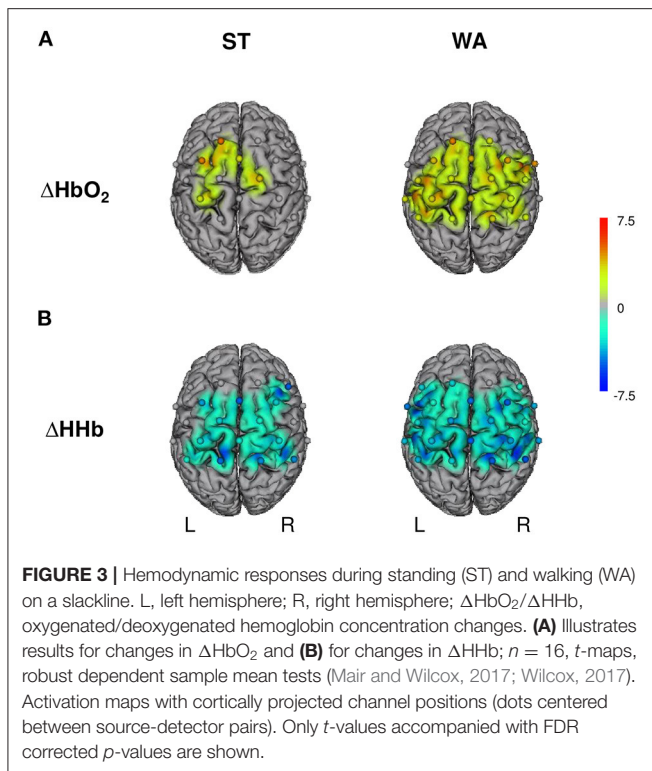 A ST WA
ΔHbO₂
7.5
0
-7.5
B
ΔHHb
L R L R
FIGURE 3 | Hemodynamic responses during standing (ST) and walking (WA)
on a slackline. L, left hemisphere; R, right hemisphere; ΔHbO₂/ΔHHb,
oxygenated/deoxygenated hemoglobin concentration changes. (A) Illustrates
results for changes in ΔHbO₂ and (B) for changes in ΔHHb; n = 16, t-maps,
robust dependent sample mean tests (Mair and Wilcox, 2017; Wilcox, 2017).
Activation maps with cortically projected channel positions (dots centered
between source-detector pairs). Only t-values accompanied with FDR
corrected p-values are shown.